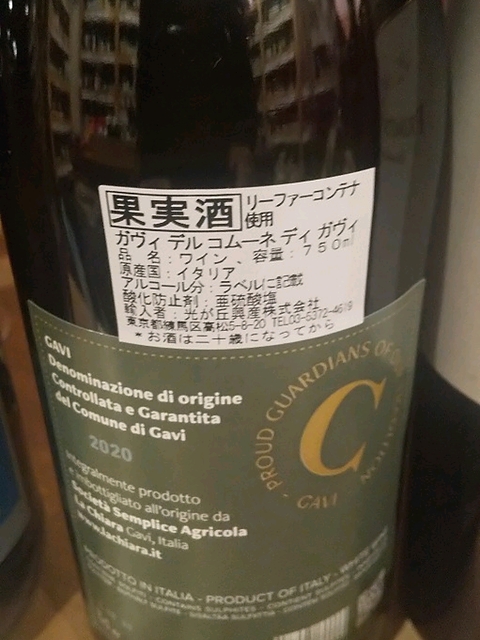 果実酒 リーファーコンテナ使用
ガヴィ デル コムーネ ディ ガヴィ
品 名：ワイン 、容量：750ml
原産国：イタリア
アルコール分：ラベルに記載
酸化防止剤：亜硫酸塩
輸入者：光が丘興産株式会社
東京都練馬区高松5-8-20 TEL03-5372-4619
*お酒は二十歳になってから
GAVI
Denominazione di origine
Controllata e Garantita
del Comune di Gavi
2020
Integralmente prodotto
e imbottigliato all'origine da
Società Semplice Agricola
La Chiara Gavi, Italia
www.lachiara.it
- PROUD GUARDIANS OF
GAVI
C
PRODOTTO IN ITALIA - PRODUCT OF ITALY - WHITE WINE
CONTAINS SULPHITES